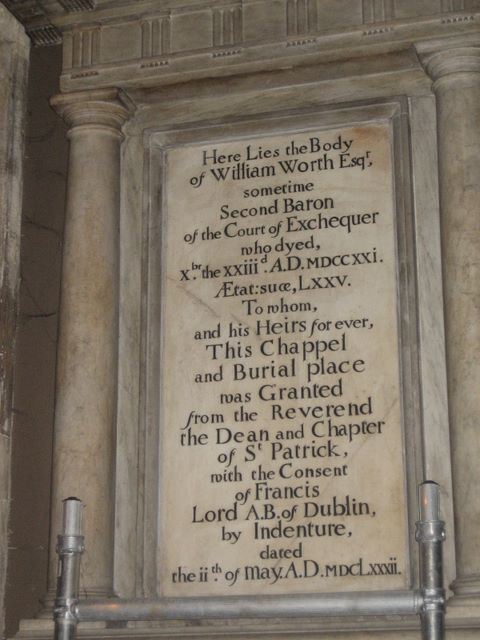 Here Lies the Body
of William Worth Esqr,
sometime
Second Baron
of the Court of Exchequer
who dyed,
x.br the xxiiid. A.D. MDCCXXI.
Ætat: suæ, LXXV.
To whom,
and his Heirs for ever,
This Chappel
and Burial place
was Granted
from the Reverend
the Dean and Chapter
of St Patrick,
with the Consent
of Francis
Lord A.B. of Dublin,
by Indenture,
dated
the iith. of May. A.D. MDCLXXXII.